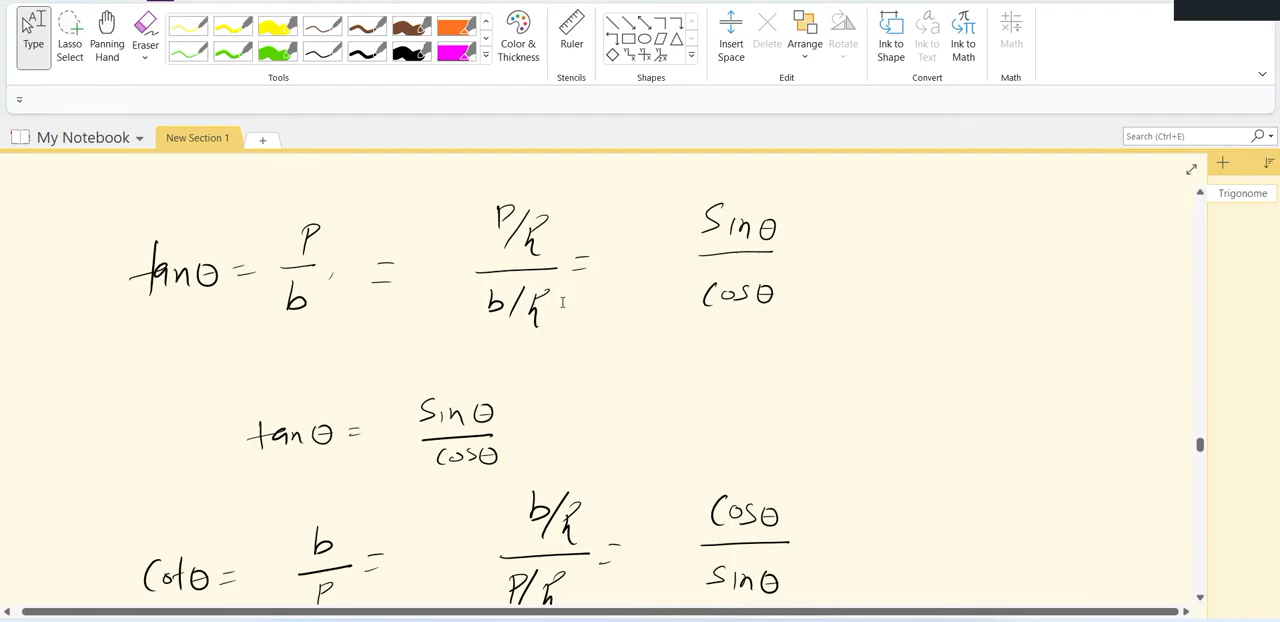 Type
Lasso Select
Panning Hand
Eraser
Color & Thickness
Ruler
Insert Space
Delete
Arrange
Rotate
Ink to Shape
Ink to Text
Ink to Math
Math
Tools
Stencils
Shapes
Edit
Convert
Math
My Notebook
New Section 1
+
Search (Ctrl+E)
+
Trigonome
tanθ = p/b = (P/h)/(b/h) = Sinθ/Cosθ
tanθ = Sinθ/cosθ
Cotθ = b/P = (b/h)/(P/h) = Cosθ/Sinθ